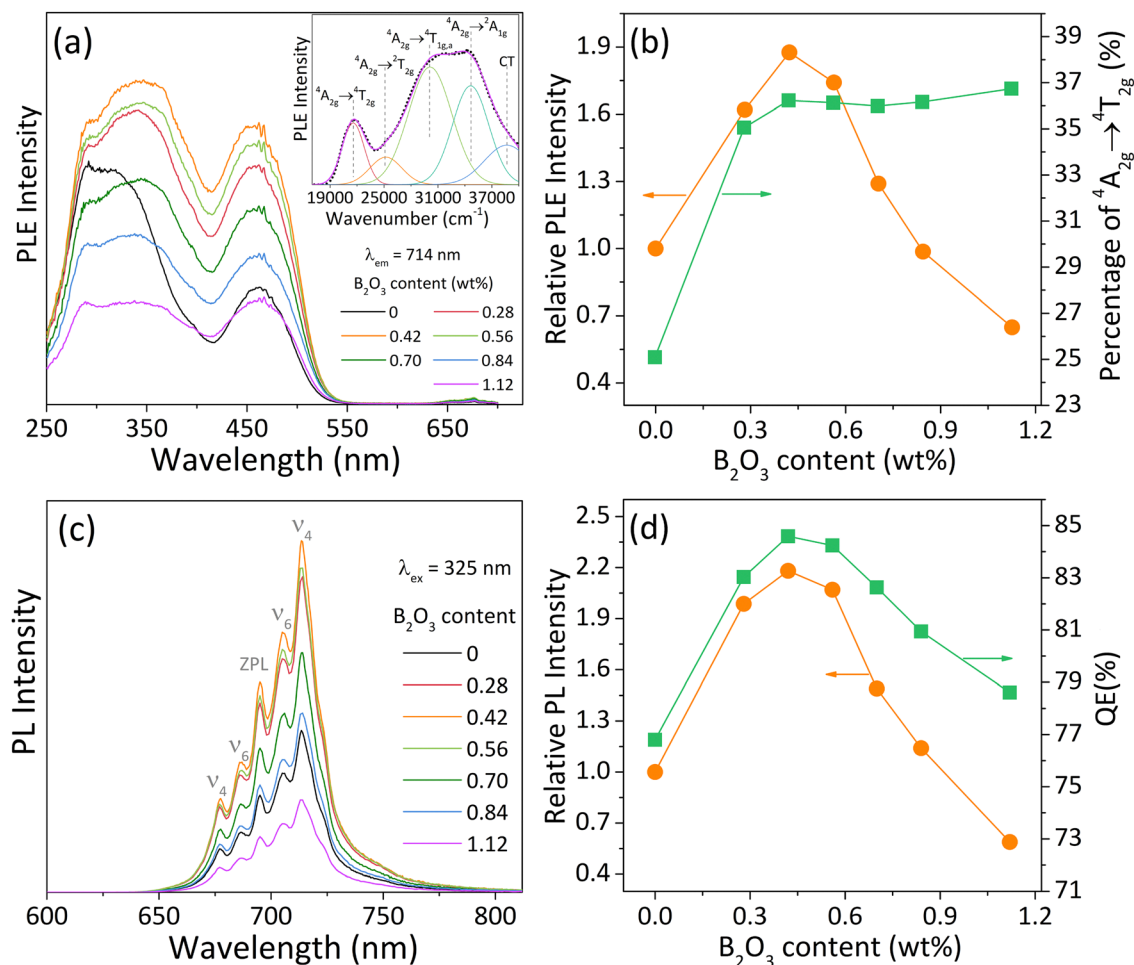 (a)
PLE Intensity
250 350 450 550 650
Wavelength (nm)
λem = 714 nm
B2O3 content (wt%)
0 0.28
0.42 0.56
0.70 0.84
1.12
PLE Intensity
4A2g→4T2g
4A2g→2T2g
4A2g→4T1g,a
4A2g→2A1g
CT
19000 25000 31000 37000
Wavenumber (cm-1)
(b)
Relative PLE Intensity
1.9
1.6
1.3
1.0
0.7
0.4
39
37
35
33
31
29
27
25
23
Percentage of 4A2g→4T2g (%)
0.0 0.3 0.6 0.9 1.2
B2O3 content (wt%)
(c)
PL Intensity
ν4
ν6
ZPL
ν6
ν4
λex = 325 nm
B2O3 content
0
0.28
0.42
0.56
0.70
0.84
1.12
600 650 700 750 800
Wavelength (nm)
(d)
Relative PL Intensity
2.5
2.2
1.9
1.6
1.3
1.0
0.7
0.4
85
83
81
79
77
75
73
71
QE(%)
0.0 0.3 0.6 0.9 1.2
B2O3 content (wt%)